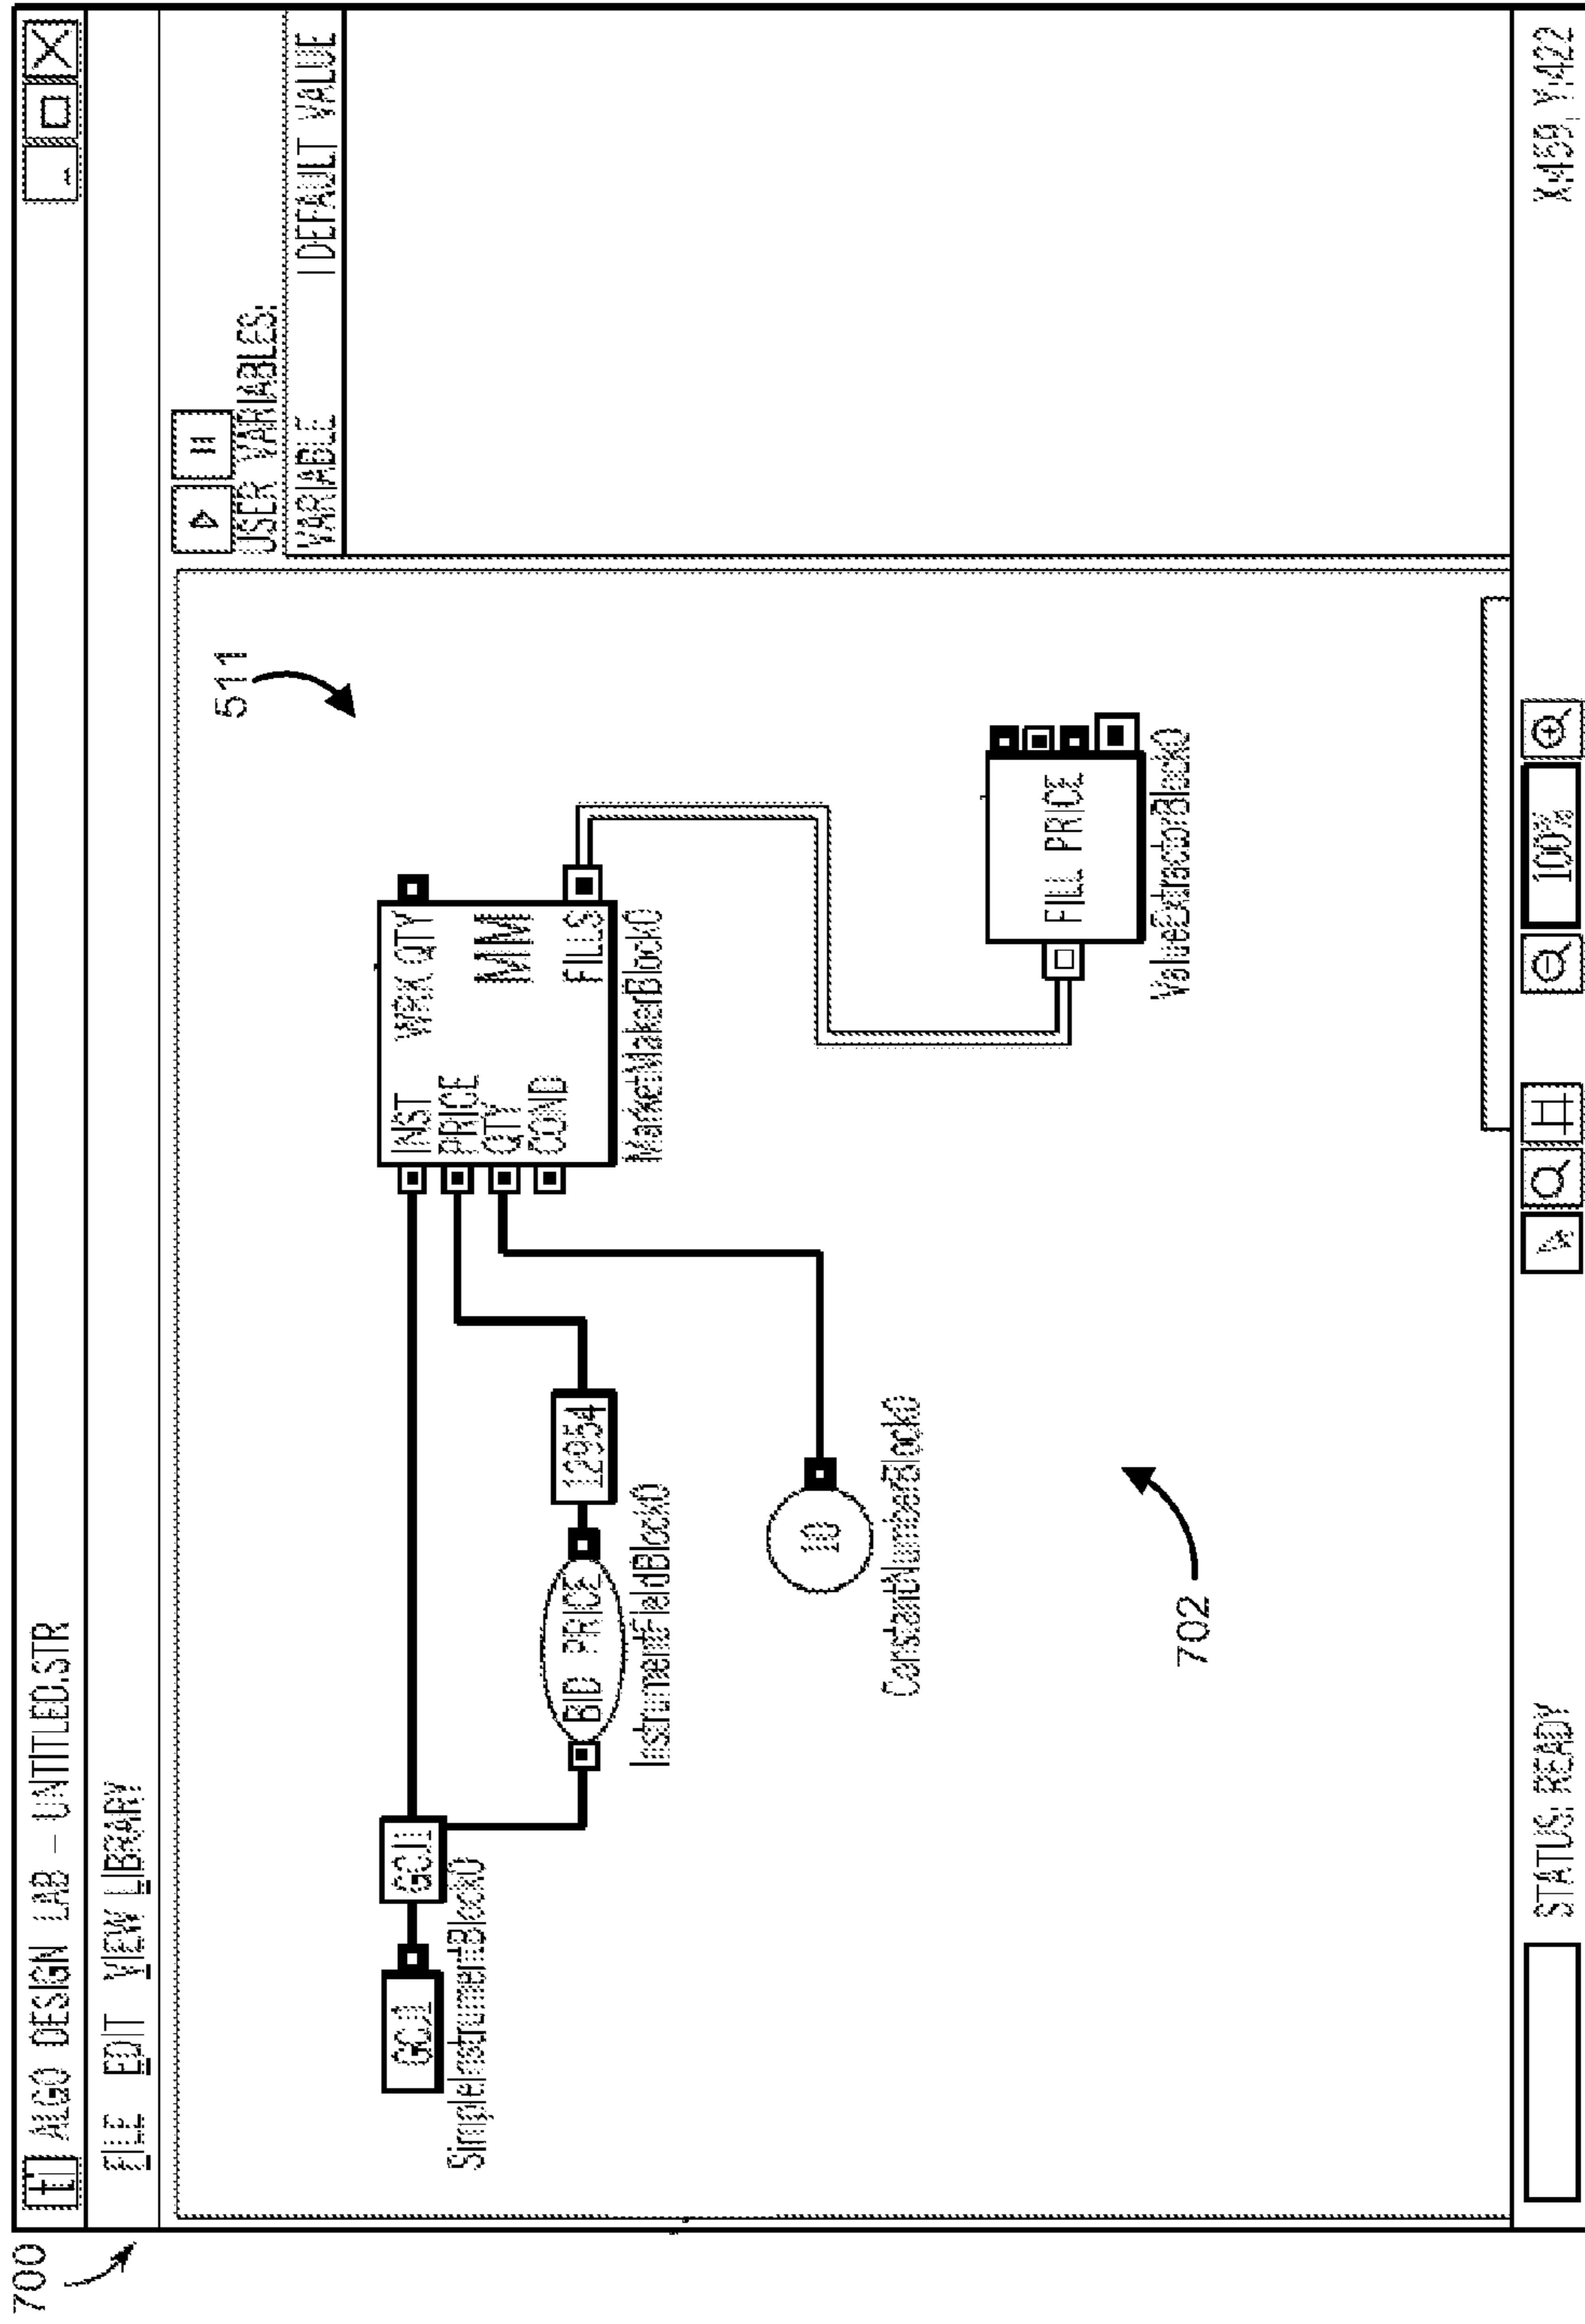 700
ALGO DESIGN LAB - UNTITLED.STR
FILE EDIT VIEW LIBRARY
USER VARIABLES:
VARIABLE | DEFAULT VALUE
511
GCJ1
GCJ1
SimpleInstrumentBlock0
BID PRICE
12954
InstrumentFieldBlock0
10
ConstantNumberBlock0
INST WRK QTY
PRICE
QTY MM
COND FILLS
MarketMakerBlock0
FILL PRICE
ValueExtractorBlock0
702
STATUS: READY
100%
X:459, Y:422